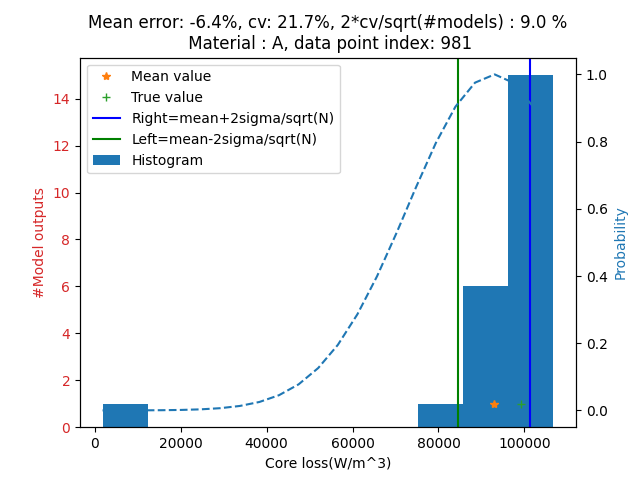 Mean error: -6.4%, cv: 21.7%, 2*cv/sqrt(#models) : 9.0 %
Material : A, data point index: 981
Mean value
True value
Right=mean+2sigma/sqrt(N)
Left=mean-2sigma/sqrt(N)
Histogram
#Model outputs
14
12
10
8
6
4
2
0
1.0
0.8
0.6
0.4
0.2
0.0
Probability
0 20000 40000 60000 80000 100000
Core loss(W/m^3)